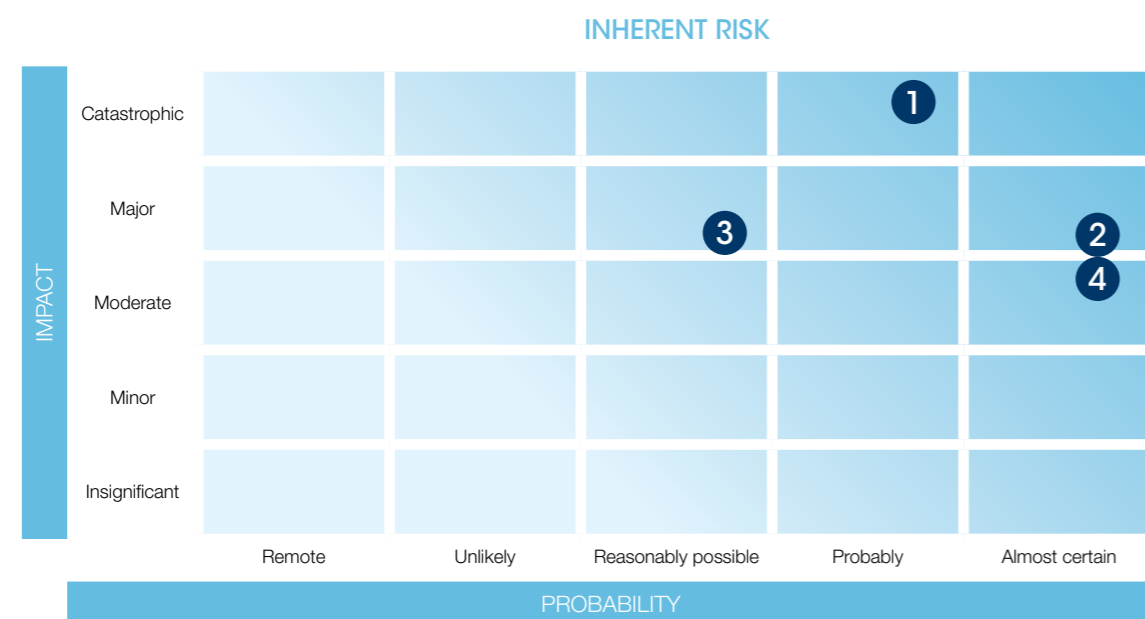 INHERENT RISK
IMPACT
Catastrophic
1
Major
3
2
Moderate
4
Minor
Insignificant
Remote
Unlikely
Reasonably possible
Probably
Almost certain
PROBABILITY